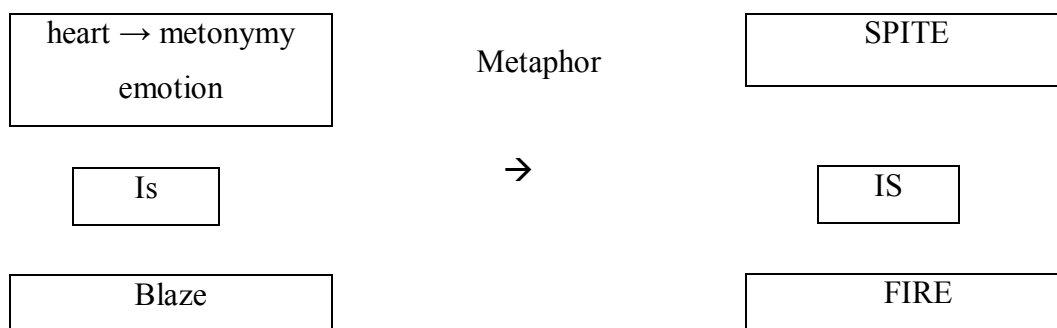 heart → metonymy
emotion
Metaphor
SPITE
Is
→
IS
Blaze
FIRE